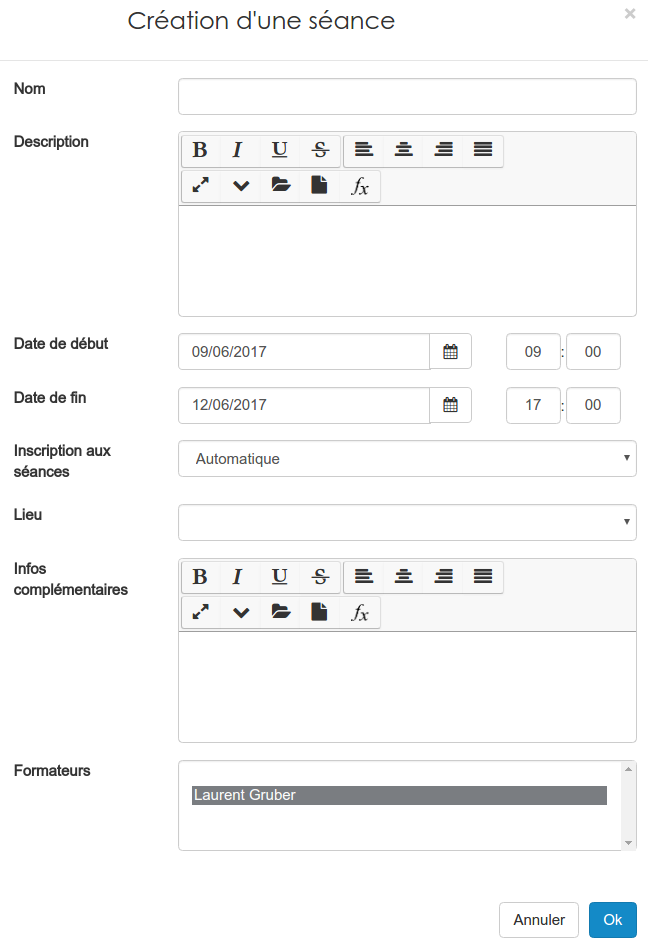 Création d'une séance ×
Nom
Description
B I U S
fx
Date de début 09/06/2017 09 : 00
Date de fin 12/06/2017 17 : 00
Inscription aux
séances
Automatique
Lieu
Infos
complémentaires
B I U S
fx
Formateurs
Laurent Gruber
Annuler Ok